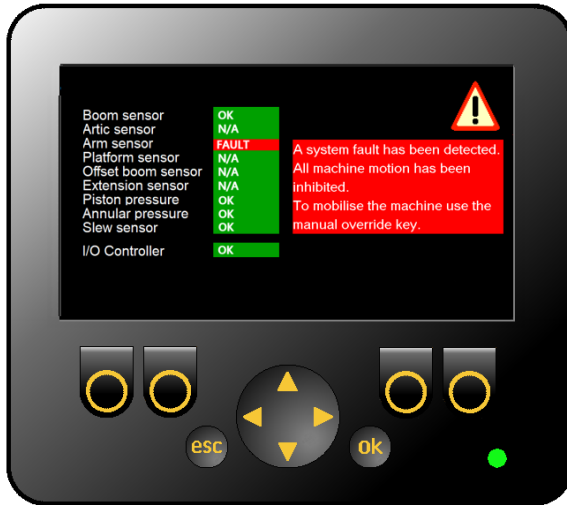 Boom sensor OK
Artic sensor N/A
Arm sensor FAULT
Platform sensor N/A
Offset boom sensor N/A
Extension sensor N/A
Piston pressure OK
Annular pressure OK
Slew sensor OK
I/O Controller OK
A system fault has been detected.
All machine motion has been
inhibited.
To mobilise the machine use the
manual override key.
esc
ok